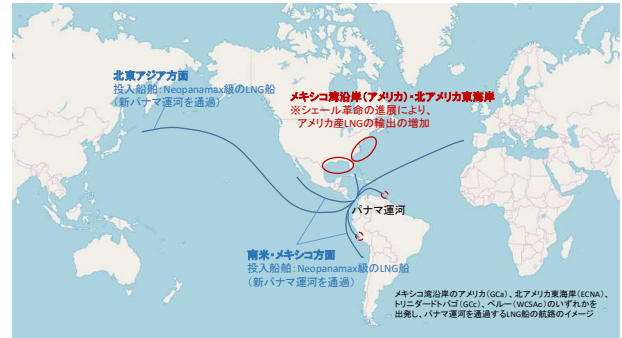 北東アジア方面
投入船舶：Neopanamax級のLNG船
（新パナマ運河を通過）
メキシコ湾沿岸（アメリカ）・北アメリカ東海岸
※シェール革命の進展により、
アメリカ産LNGの輸出の増加
パナマ運河
南米・メキシコ方面
投入船舶：Neopanamax級のLNG船
（新パナマ運河を通過）
メキシコ湾沿岸のアメリカ（GCa）、北アメリカ東海岸（ECNA）、
トリニダードトバゴ（GCc）、ペルー（WCSAc）のいずれかを
出発し、パナマ運河を通過するLNG船の航路のイメージ